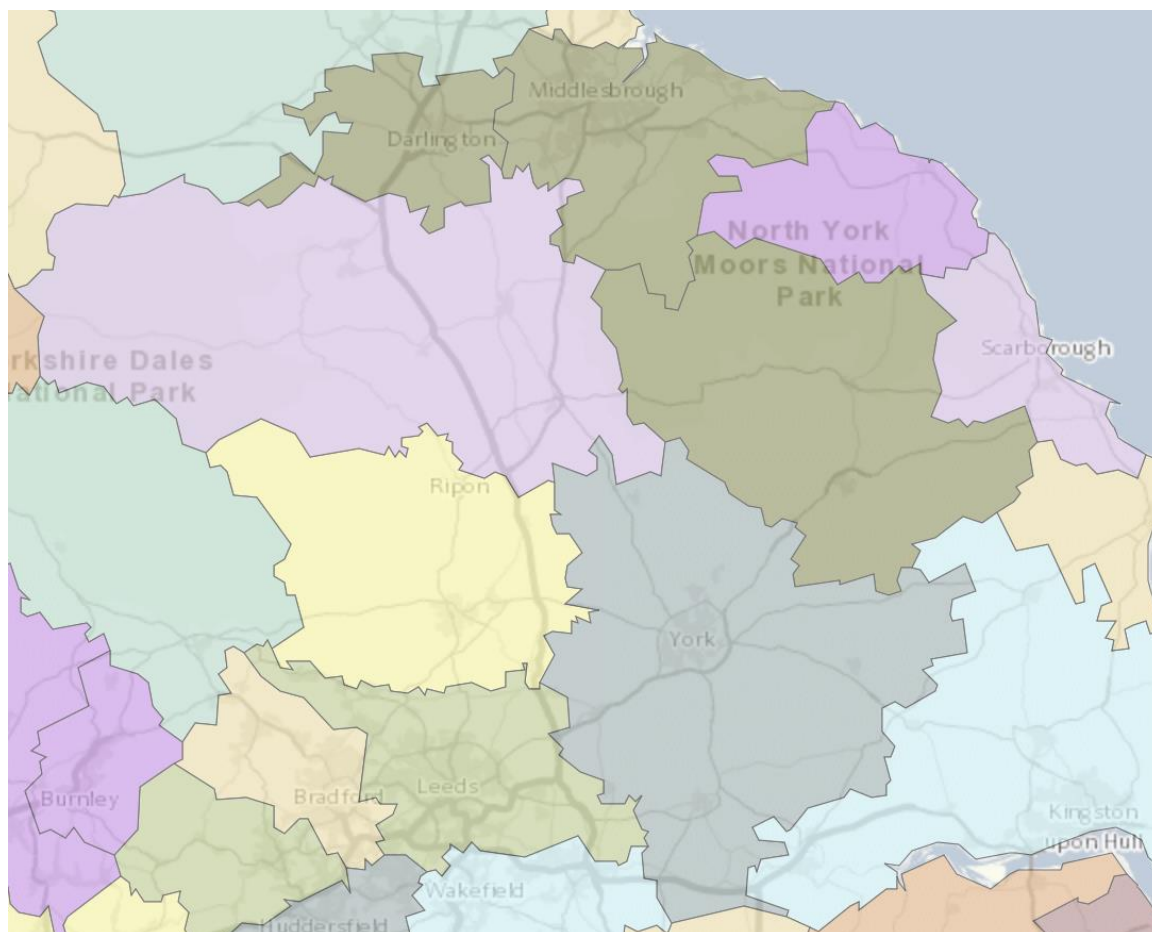 Middlesbrough
Darlington
North York
Moors National
Park
Scarborough
rkshire Dales
ational Park
Ripon
York
Leeds
Bradford
Burnley
Kingston
upon Hull
Wakefield
Huddersfield